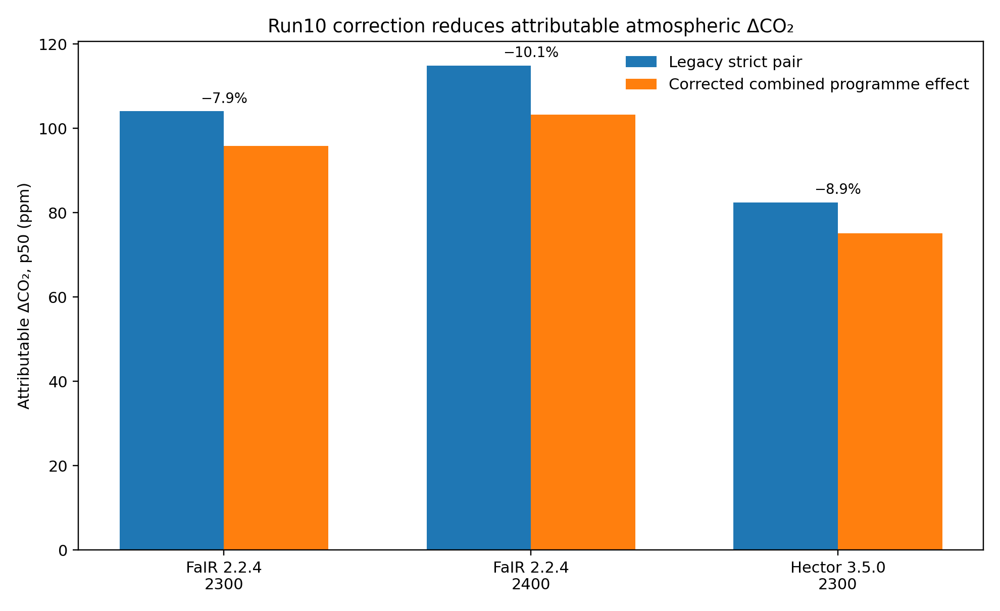 Run10 correction reduces attributable atmospheric ΔCO₂
Attributable ΔCO₂, p50 (ppm)
120
100
80
60
40
20
0
−7.9%
−10.1%
−8.9%
Legacy strict pair
Corrected combined programme effect
FaIR 2.2.4
2300
FaIR 2.2.4
2400
Hector 3.5.0
2300